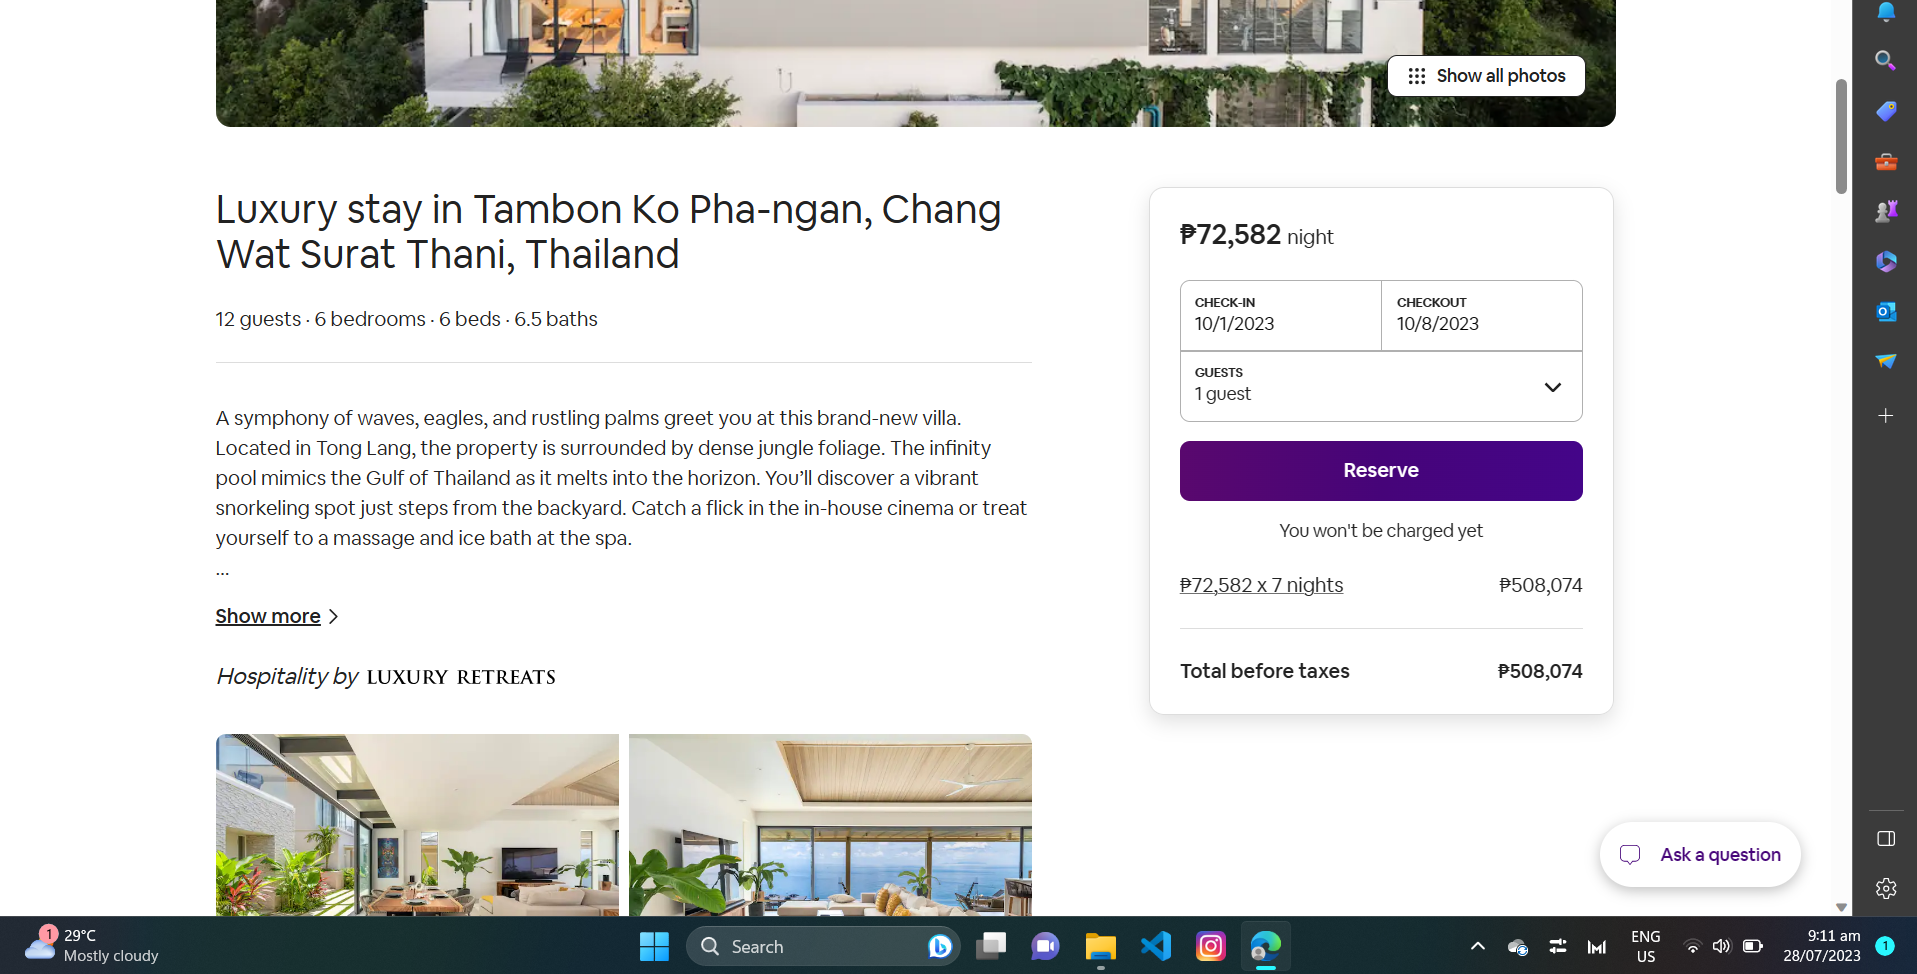 Show all photos
Luxury stay in Tambon Ko Pha-ngan, Chang
Wat Surat Thani, Thailand
12 guests · 6 bedrooms · 6 beds · 6.5 baths
A symphony of waves, eagles, and rustling palms greet you at this brand-new villa.
Located in Tong Lang, the property is surrounded by dense jungle foliage. The infinity
pool mimics the Gulf of Thailand as it melts into the horizon. You’ll discover a vibrant
snorkeling spot just steps from the backyard. Catch a flick in the in-house cinema or treat
yourself to a massage and ice bath at the spa.
...
Show more
Hospitality by LUXURY RETREATS
₱72,582 night
CHECK-IN
10/1/2023
CHECKOUT
10/8/2023
GUESTS
1 guest
Reserve
You won't be charged yet
₱72,582 x 7 nights
₱508,074
Total before taxes
₱508,074
Ask a question
1
29°C
Mostly cloudy
Search
ENG
US
9:11 am
28/07/2023
1